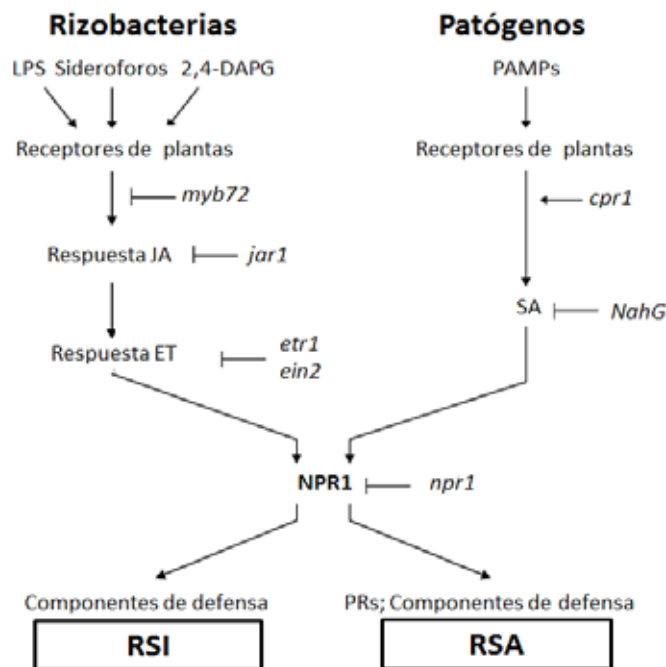 Rizobacterias
Patógenos
LPS Sideroforos 2,4-DAPG
PAMPs
Receptores de plantas
Receptores de plantas
myb72
cpr1
Respuesta JA
jar1
SA
NahG
Respuesta ET
etr1
ein2
NPR1
npr1
Componentes de defensa
PRs; Componentes de defensa
RSI
RSA